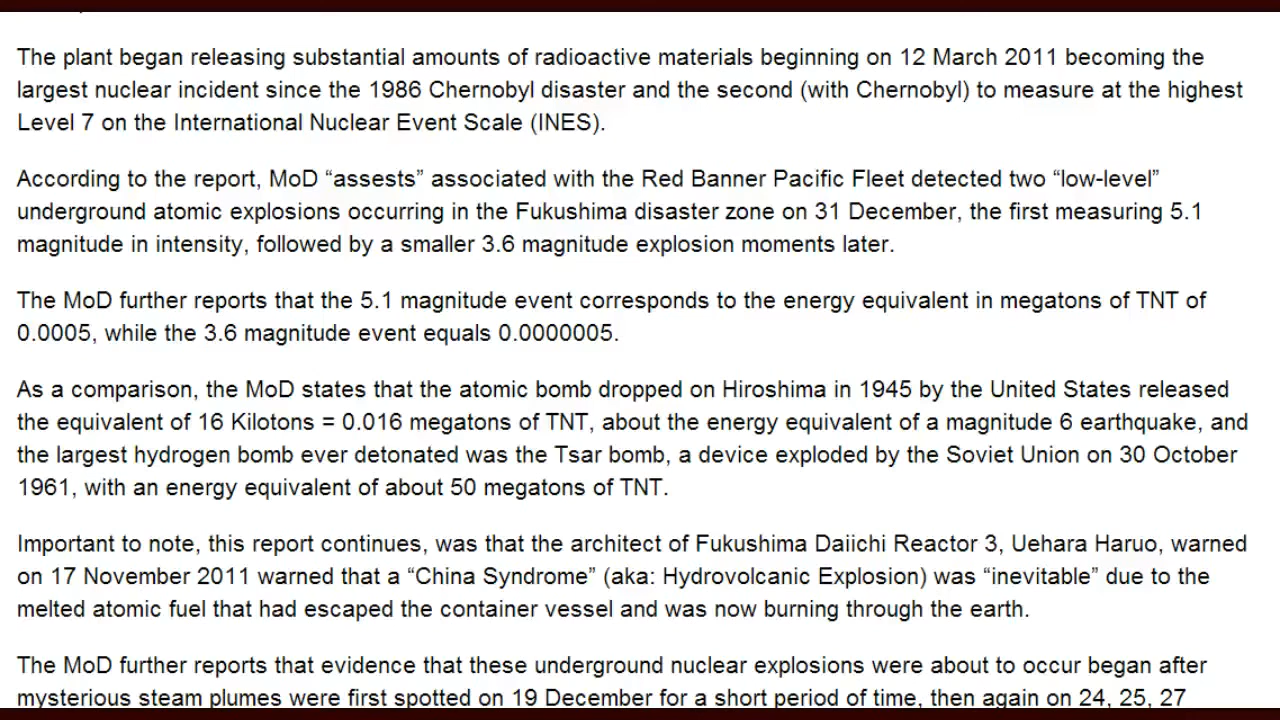 The plant began releasing substantial amounts of radioactive materials beginning on 12 March 2011 becoming the
largest nuclear incident since the 1986 Chernobyl disaster and the second (with Chernobyl) to measure at the highest
Level 7 on the International Nuclear Event Scale (INES).
According to the report, MoD “assests” associated with the Red Banner Pacific Fleet detected two “low-level”
underground atomic explosions occurring in the Fukushima disaster zone on 31 December, the first measuring 5.1
magnitude in intensity, followed by a smaller 3.6 magnitude explosion moments later.
The MoD further reports that the 5.1 magnitude event corresponds to the energy equivalent in megatons of TNT of
0.0005, while the 3.6 magnitude event equals 0.0000005.
As a comparison, the MoD states that the atomic bomb dropped on Hiroshima in 1945 by the United States released
the equivalent of 16 Kilotons = 0.016 megatons of TNT, about the energy equivalent of a magnitude 6 earthquake, and
the largest hydrogen bomb ever detonated was the Tsar bomb, a device exploded by the Soviet Union on 30 October
1961, with an energy equivalent of about 50 megatons of TNT.
Important to note, this report continues, was that the architect of Fukushima Daiichi Reactor 3, Uehara Haruo, warned
on 17 November 2011 warned that a “China Syndrome” (aka: Hydrovolcanic Explosion) was “inevitable” due to the
melted atomic fuel that had escaped the container vessel and was now burning through the earth.
The MoD further reports that evidence that these underground nuclear explosions were about to occur began after
mysterious steam plumes were first spotted on 19 December for a short period of time, then again on 24, 25, 27